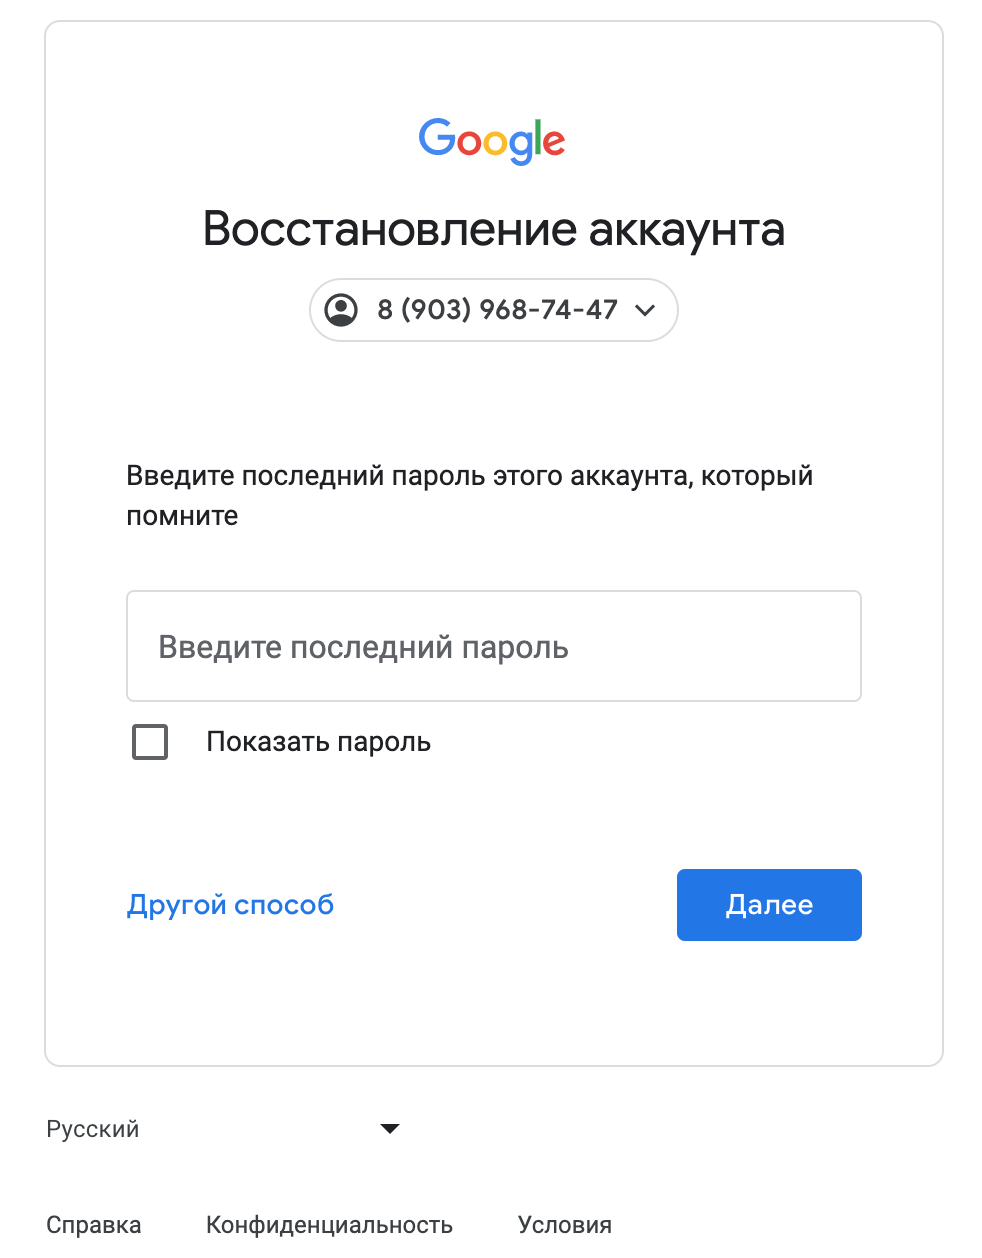 Google
Восстановление аккаунта
8 (903) 968-74-47
Введите последний пароль этого аккаунта, который
помните
Введите последний пароль
Показать пароль
Другой способ
Далее
Русский
Справка
Конфиденциальность
Условия